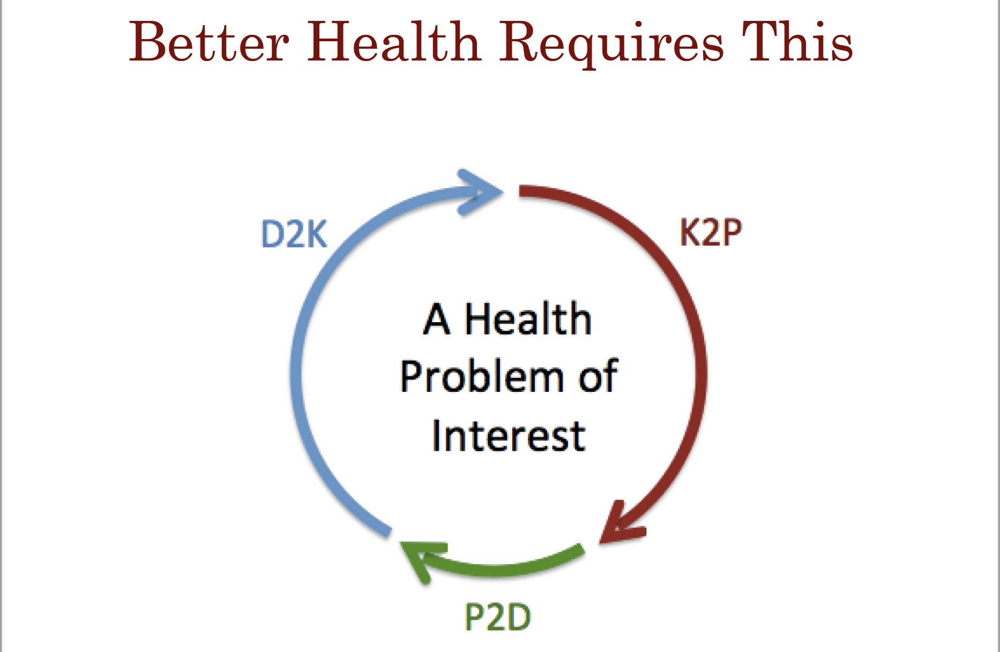 Better Health Requires This
D2K
K2P
A Health
Problem of
Interest
P2D